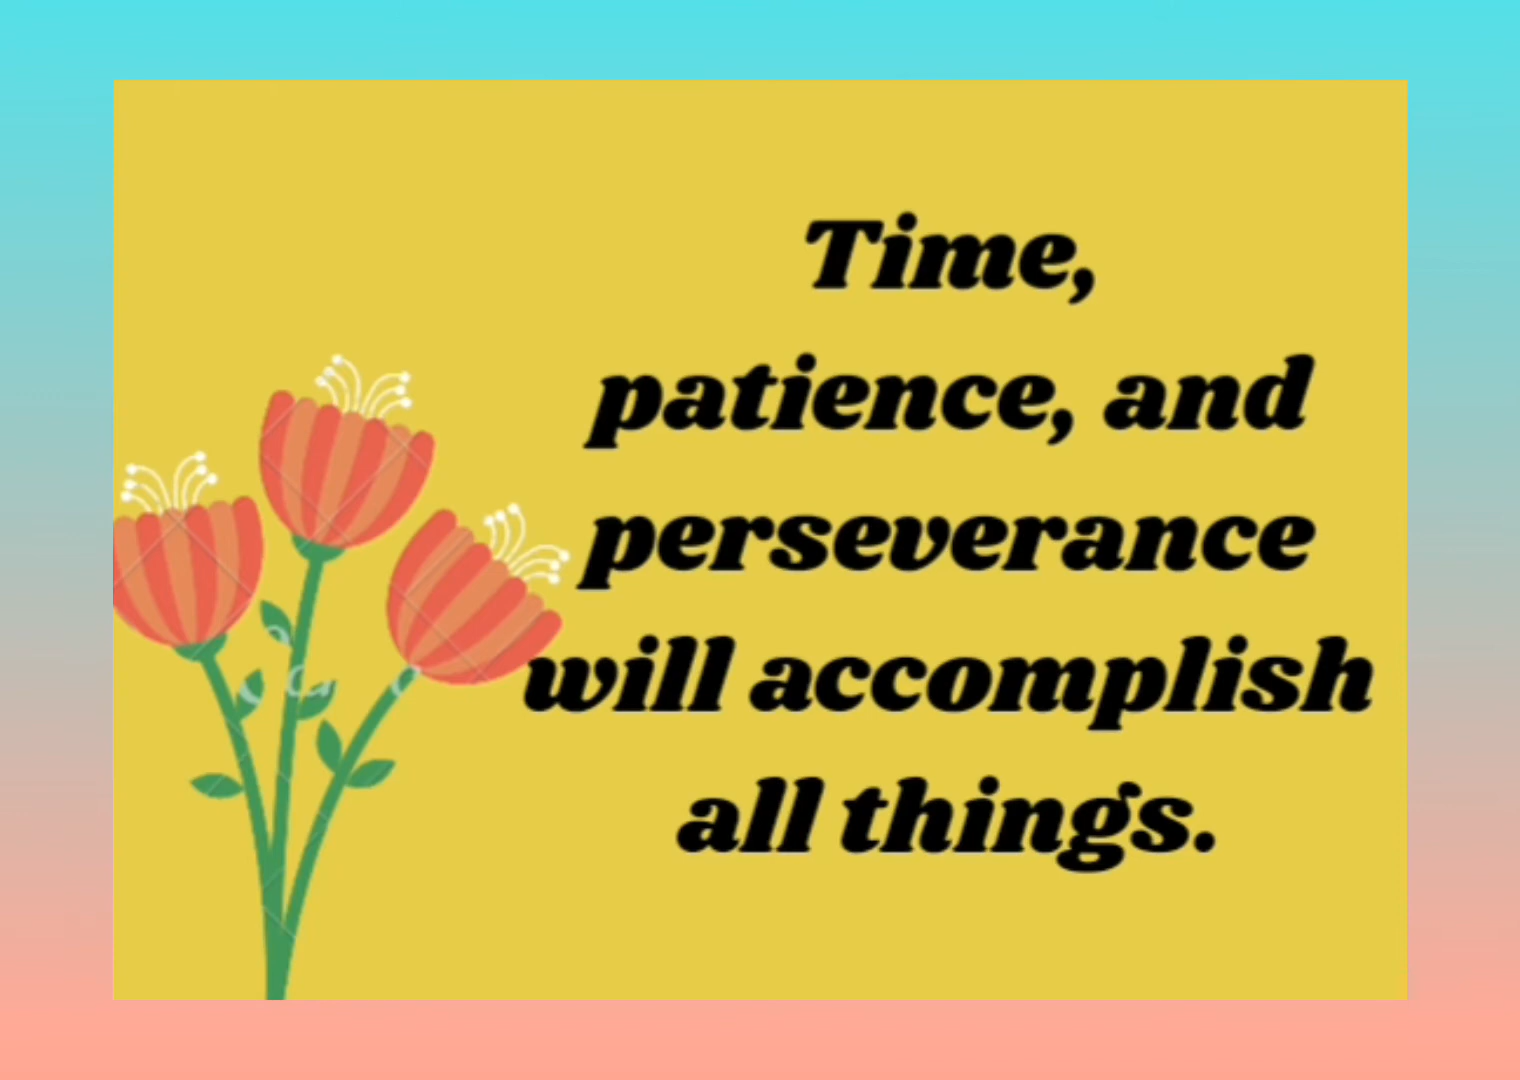 Time,
patience, and
perseverance
will accomplish
all things.